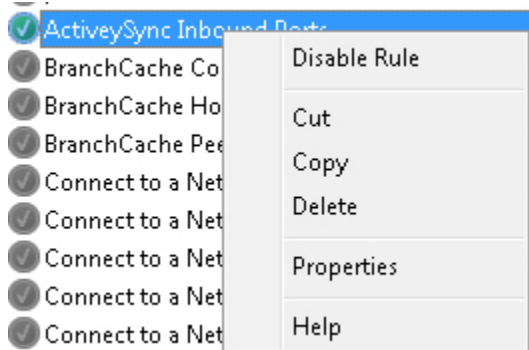 ActiveySync Inbound Ports
BranchCache Co
BranchCache Ho
BranchCache Pee
Connect to a Net
Connect to a Net
Connect to a Net
Connect to a Net
Connect to a Net
Disable Rule
Cut
Copy
Delete
Properties
Help